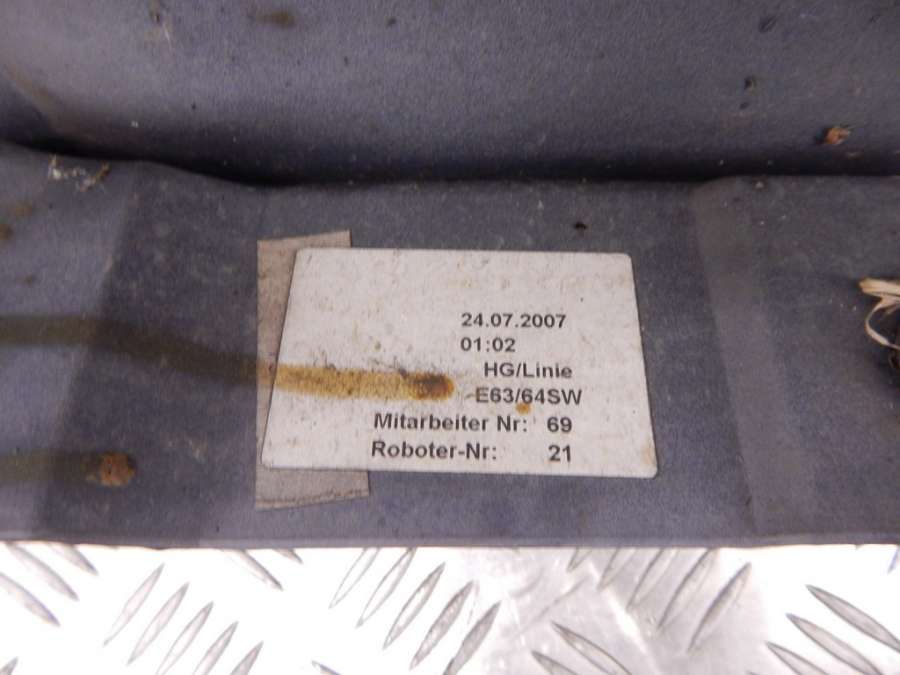 24.07.2007
01:02
HG/Linie
E63/64SW
Mitarbeiter Nr: 69
Roboter-Nr: 21